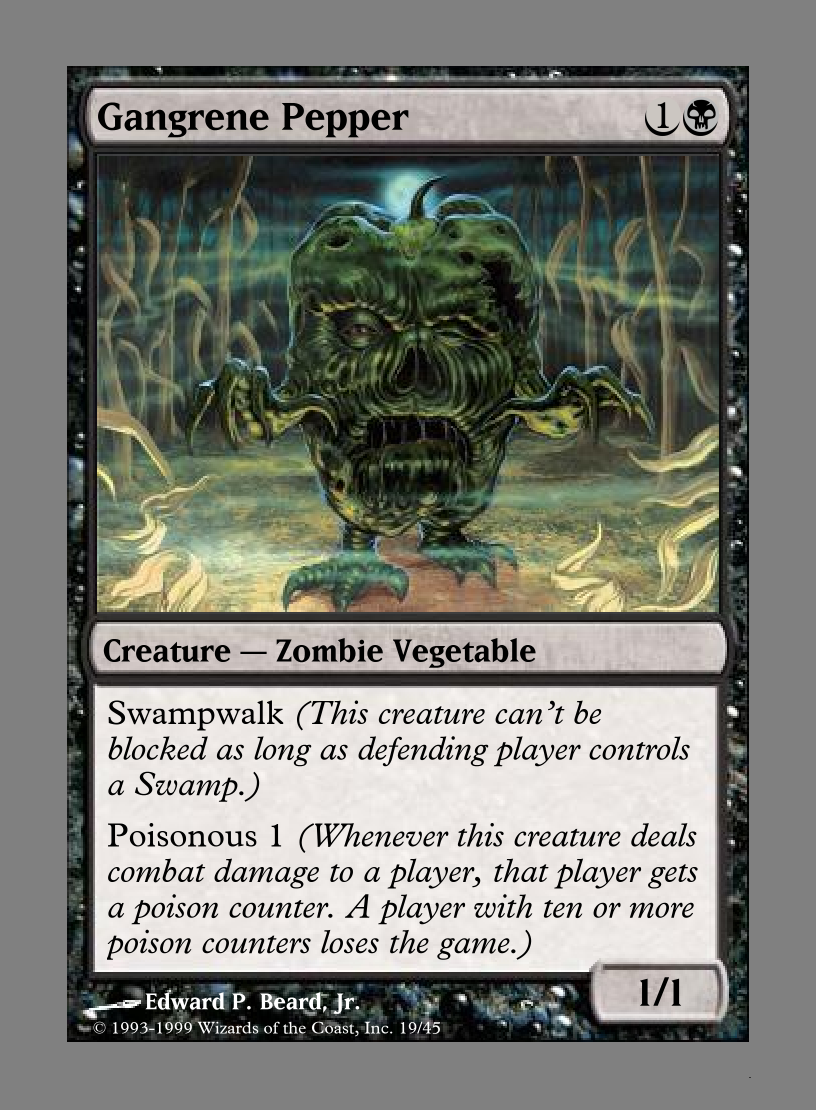 Gangrene Pepper 1
Creature — Zombie Vegetable
Swampwalk (This creature can't be
blocked as long as defending player controls
a Swamp.)
Poisonous 1 (Whenever this creature deals
combat damage to a player, that player gets
a poison counter. A player with ten or more
poison counters loses the game.)
1/1
Edward P. Beard, Jr.
© 1993-1999 Wizards of the Coast, Inc. 19/45